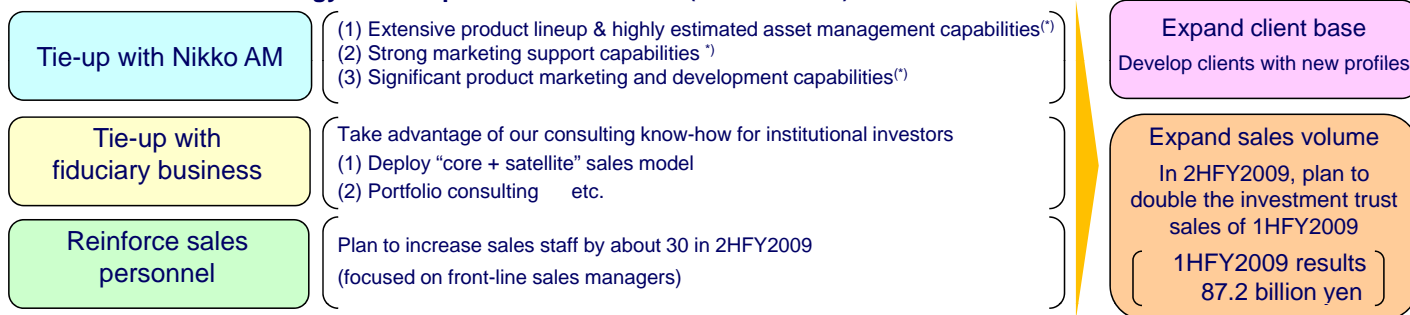 Tie-up with Nikko AM
(1) Extensive product lineup & highly estimated asset management capabilities(*)
(2) Strong marketing support capabilities *)
(3) Significant product marketing and development capabilities(*)
Expand client base
Develop clients with new profiles
Tie-up with
fiduciary business
Take advantage of our consulting know-how for institutional investors
(1) Deploy “core + satellite” sales model
(2) Portfolio consulting etc.
Reinforce sales
personnel
Plan to increase sales staff by about 30 in 2HFY2009
(focused on front-line sales managers)
Expand sales volume
In 2HFY2009, plan to
double the investment trust
sales of 1HFY2009
1HFY2009 results
87.2 billion yen